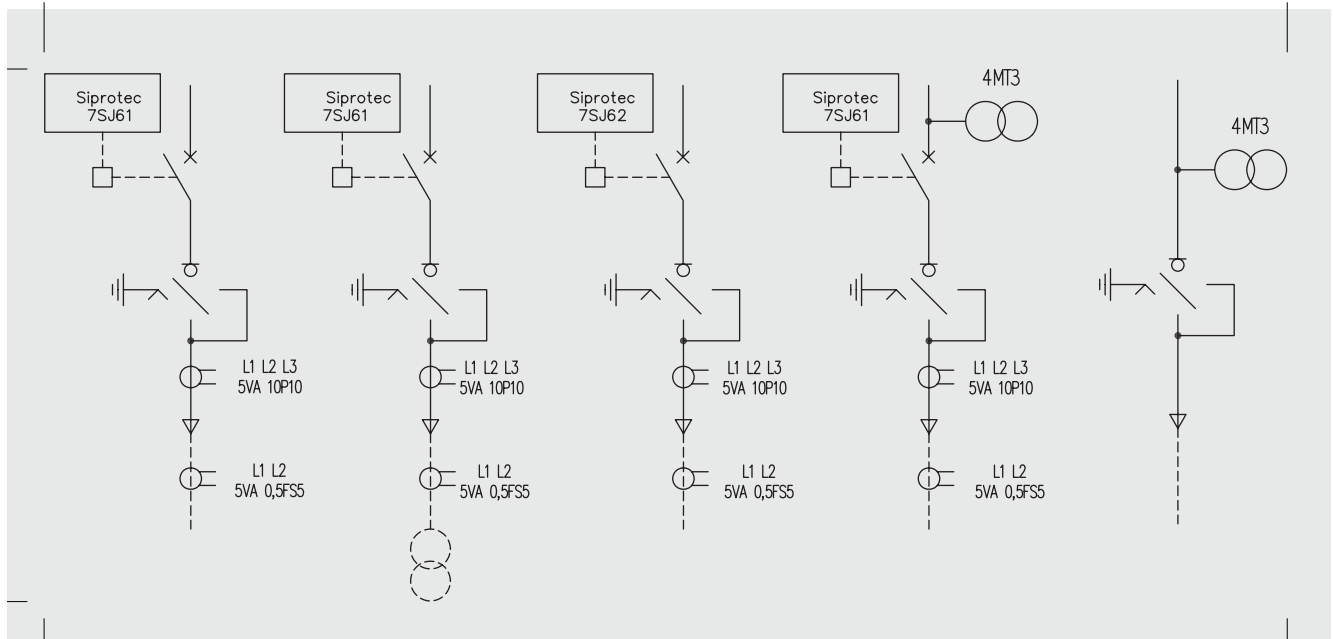 Siprotec
7SJ61
Siprotec
7SJ61
Siprotec
7SJ62
Siprotec
7SJ61
4MT3
4MT3
L1 L2 L3
5VA 10P10
L1 L2 L3
5VA 10P10
L1 L2 L3
5VA 10P10
L1 L2 L3
5VA 10P10
L1 L2
5VA 0,5FS5
L1 L2
5VA 0,5FS5
L1 L2
5VA 0,5FS5
L1 L2
5VA 0,5FS5